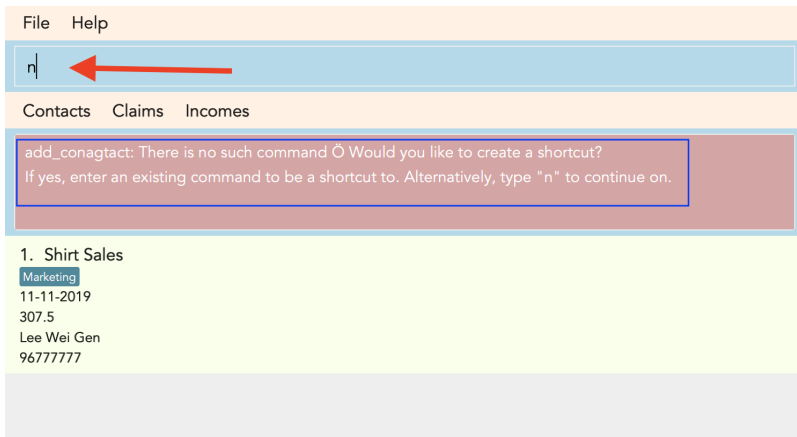 File Help
n
Contacts Claims Incomes
add_conagtact: There is no such command Ö Would you like to create a shortcut?
If yes, enter an existing command to be a shortcut to. Alternatively, type "n" to continue on.
1. Shirt Sales
Marketing
11-11-2019
307.5
Lee Wei Gen
96777777